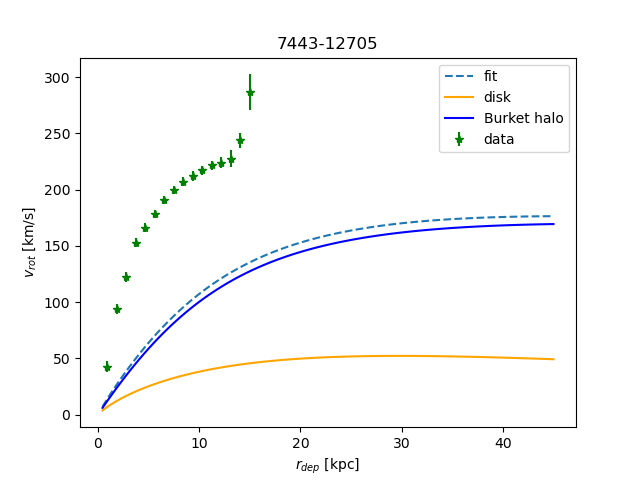 7443-12705
300
250
200
150
100
50
0
v_rot [km/s]
fit
disk
Burket halo
data
0 10 20 30 40
r_dep [kpc]